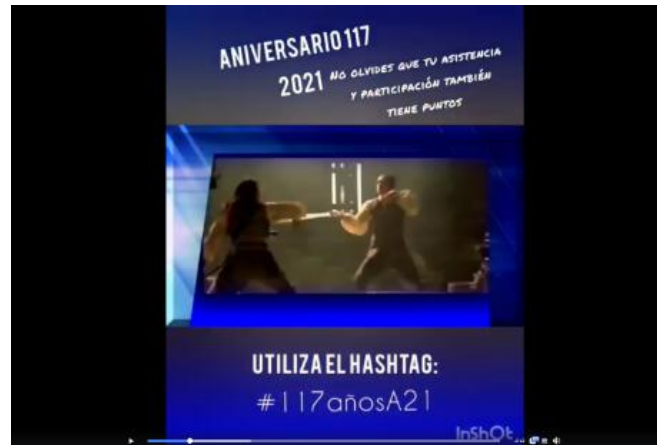 ANIVERSARIO 117
2021 NO OLVIDES QUE TU ASISTENCIA
Y PARTICIPACIÓN TAMBIÉN
TIENE PUNTOS
UTILIZA EL HASHTAG:
#117añosA21
InShOt